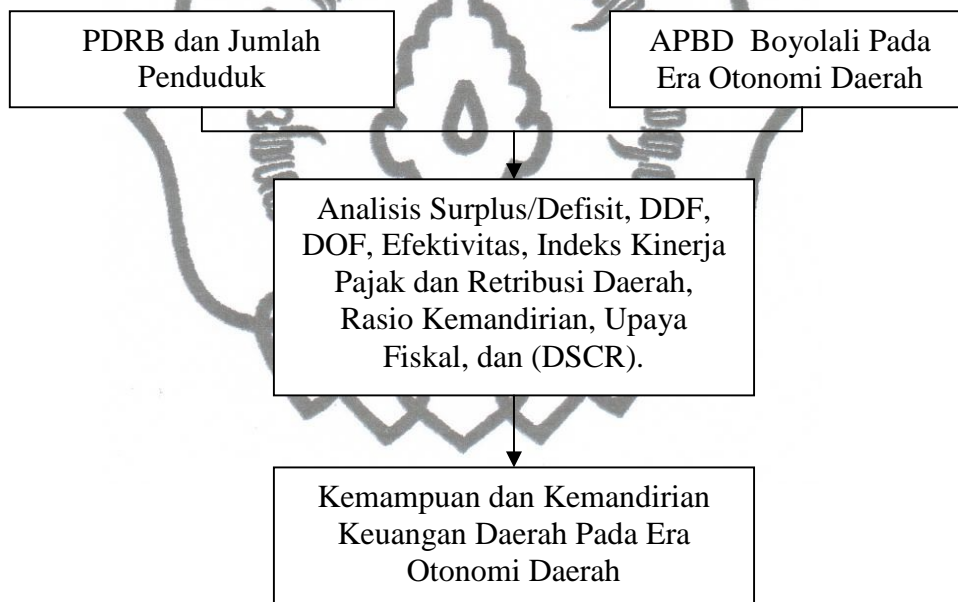 PDRB dan Jumlah
Penduduk
APBD Boyolali Pada
Era Otonomi Daerah
Analisis Surplus/Defisit, DDF,
DOF, Efektivitas, Indeks Kinerja
Pajak dan Retribusi Daerah,
Rasio Kemandirian, Upaya
Fiskal, dan (DSCR).
Kemampuan dan Kemandirian
Keuangan Daerah Pada Era
Otonomi Daerah